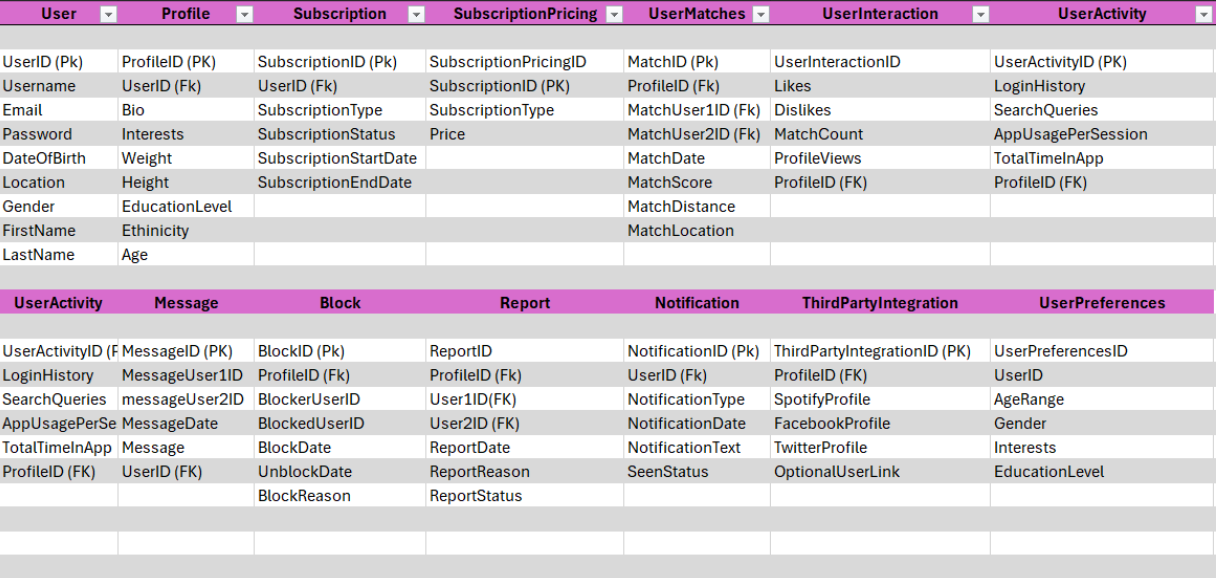 User Profile Subscription SubscriptionPricing UserMatches UserInteraction UserActivity
UserID (Pk) ProfileID (PK) SubscriptionID (Pk) SubscriptionPricingID MatchID (Pk) UserInteractionID UserActivityID (PK)
Username UserID (Fk) UserID (Fk) SubscriptionID (PK) ProfileID (Fk) Likes LoginHistory
Email Bio SubscriptionType SubscriptionType MatchUser1ID (Fk) Dislikes SearchQueries
Password Interests SubscriptionStatus Price MatchUser2ID (Fk) MatchCount AppUsagePerSession
DateOfBirth Weight SubscriptionStartDate MatchDate ProfileViews TotalTimeInApp
Location Height SubscriptionEndDate MatchScore ProfileID (FK) ProfileID (FK)
Gender EducationLevel MatchDistance
FirstName Ethinicity MatchLocation
LastName Age
UserActivity Message Block Report Notification ThirdPartyIntegration UserPreferences
UserActivityID (P MessageID (PK) BlockID (Pk) ReportID NotificationID (Pk) ThirdPartyIntegrationID (PK) UserPreferencesID
LoginHistory MessageUser1ID ProfileID (Fk) ProfileID (Fk) UserID (Fk) ProfileID (FK) UserID
SearchQueries messageUser2ID BlockerUserID User1ID(FK) NotificationType SpotifyProfile AgeRange
AppUsagePerSe MessageDate BlockedUserID User2ID (FK) NotificationDate FacebookProfile Gender
TotalTimeInApp Message BlockDate ReportDate NotificationText TwitterProfile Interests
ProfileID (FK) UserID (FK) UnblockDate ReportReason SeenStatus OptionalUserLink EducationLevel
BlockReason ReportStatus